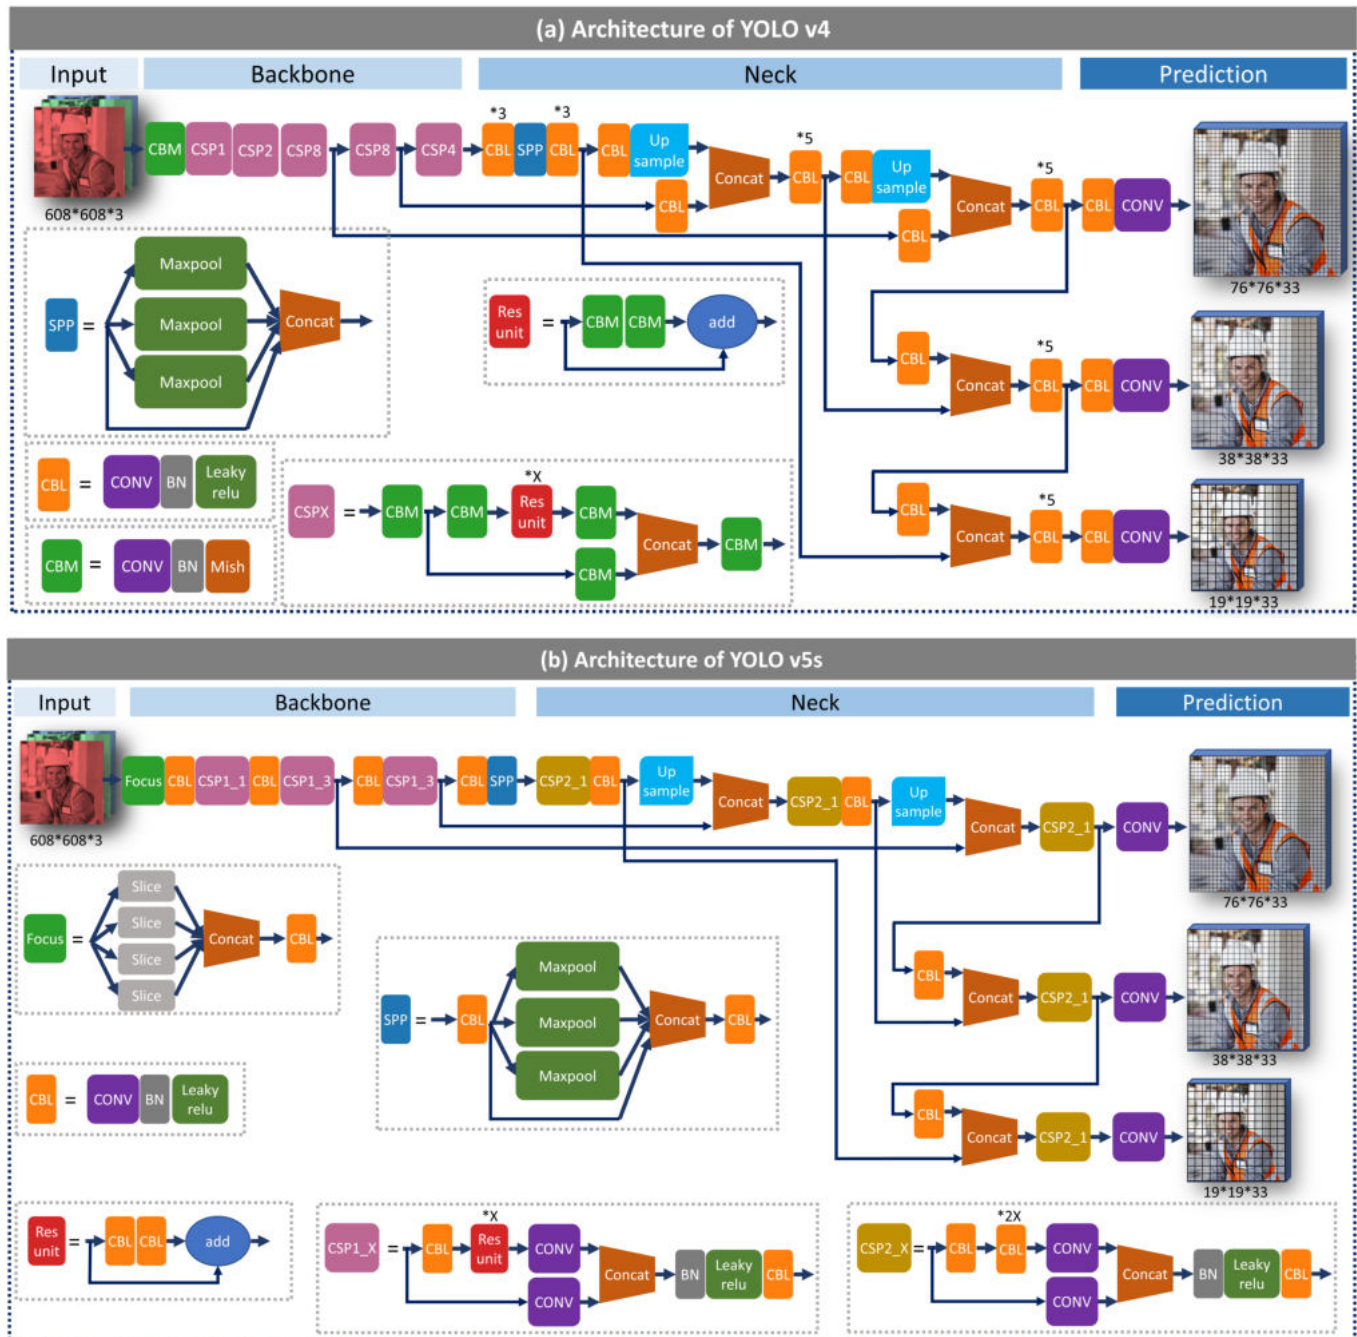 (a) Architecture of YOLO v4
Input Backbone Neck Prediction
*3 *3 *5 *5
CBM CSP1 CSP2 CSP8 CSP8 CSP4 CBL SPP CBL CBL Up sample Concat CBL CBL Up sample Concat CBL CBL CONV
CBL
CBL
608*608*3
76*76*33
Maxpool
SPP = Maxpool Concat
Maxpool
Res unit = CBM CBM add
*5
CBL Concat CBL CBL CONV
38*38*33
CBL = CONV BN Leaky relu
*X
CSPX = CBM CBM Res unit CBM Concat CBM
CBM
*5
CBL Concat CBL CBL CONV
19*19*33
CBM = CONV BN Mish
(b) Architecture of YOLO v5s
Input Backbone Neck Prediction
Focus CBL CSP1_1 CBL CSP1_3 CBL CSP1_3 CBL SPP CSP2_1 CBL Up sample Concat CSP2_1 CBL Up sample Concat CSP2_1 CONV
608*608*3
76*76*33
Slice
Slice
Focus = Concat CBL
Slice
Slice
Maxpool
SPP = CBL Maxpool Concat CBL
Maxpool
CBL Concat CSP2_1 CONV
38*38*33
CBL = CONV BN Leaky relu
CBL Concat CSP2_1 CONV
19*19*33
Res unit = CBL CBL add
*X
CSP1_X = CBL Res unit CONV Concat BN Leaky relu CBL
CONV
*2X
CSP2_X = CBL CBL CONV Concat BN Leaky relu CBL
CONV